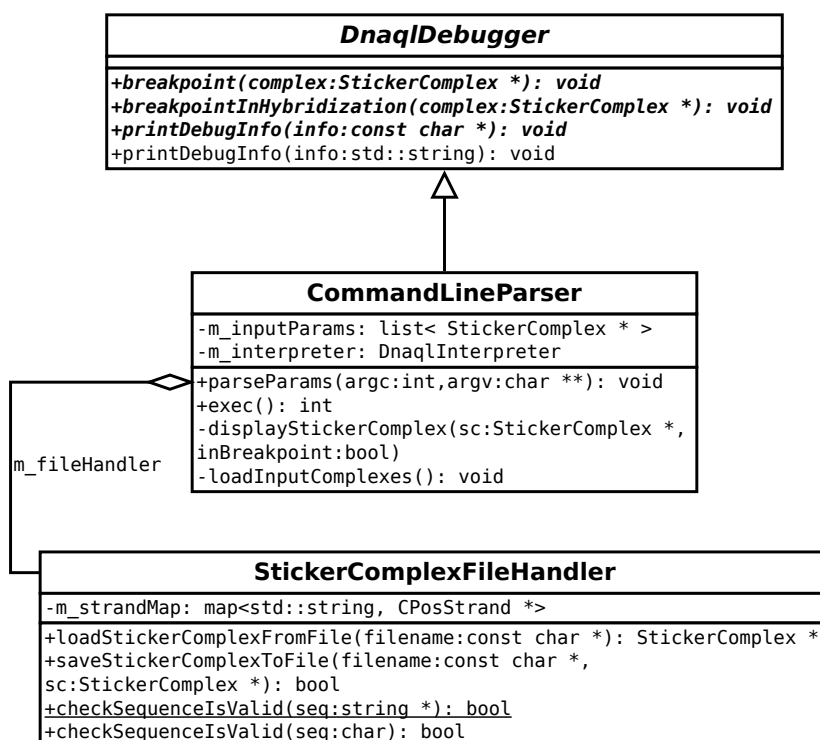 DnaqlDebugger
+breakpoint(complex:StickerComplex *): void
+breakpointInHybridization(complex:StickerComplex *): void
+printDebugInfo(info:const char *): void
+printDebugInfo(info:std::string): void
CommandLineParser
-m_inputParams: list< StickerComplex * >
-m_interpreter: DnaqlInterpreter
+parseParams(argc:int,argv:char **): void
+exec(): int
-displayStickerComplex(sc:StickerComplex *,
inBreakpoint:bool)
-loadInputComplexes(): void
m_fileHandler
StickerComplexFileHandler
-m_strandMap: map<std::string, CPosStrand *>
+loadStickerComplexFromFile(filename:const char *): StickerComplex *
+saveStickerComplexToFile(filename:const char *,
sc:StickerComplex *): bool
+checkSequenceIsValid(seq:string *): bool
+checkSequenceIsValid(seq:char): bool